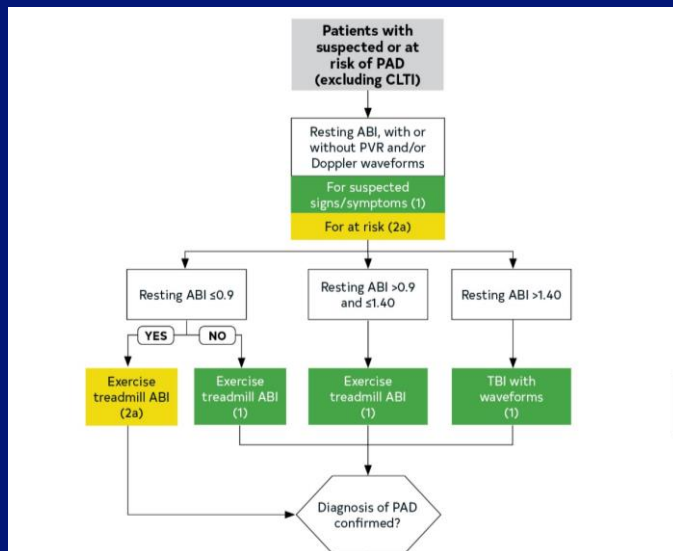 Patients with
suspected or at
risk of PAD
(excluding CLTI)
Resting ABI, with or
without PVR and/or
Doppler waveforms
For suspected
signs/symptoms (1)
For at risk (2a)
Resting ABI ≤0.9
Resting ABI >0.9
and ≤1.40
Resting ABI >1.40
YES
NO
Exercise
treadmill ABI
(2a)
Exercise
treadmill ABI
(1)
Exercise
treadmill ABI
(1)
TBI with
waveforms
(1)
Diagnosis of PAD
confirmed?